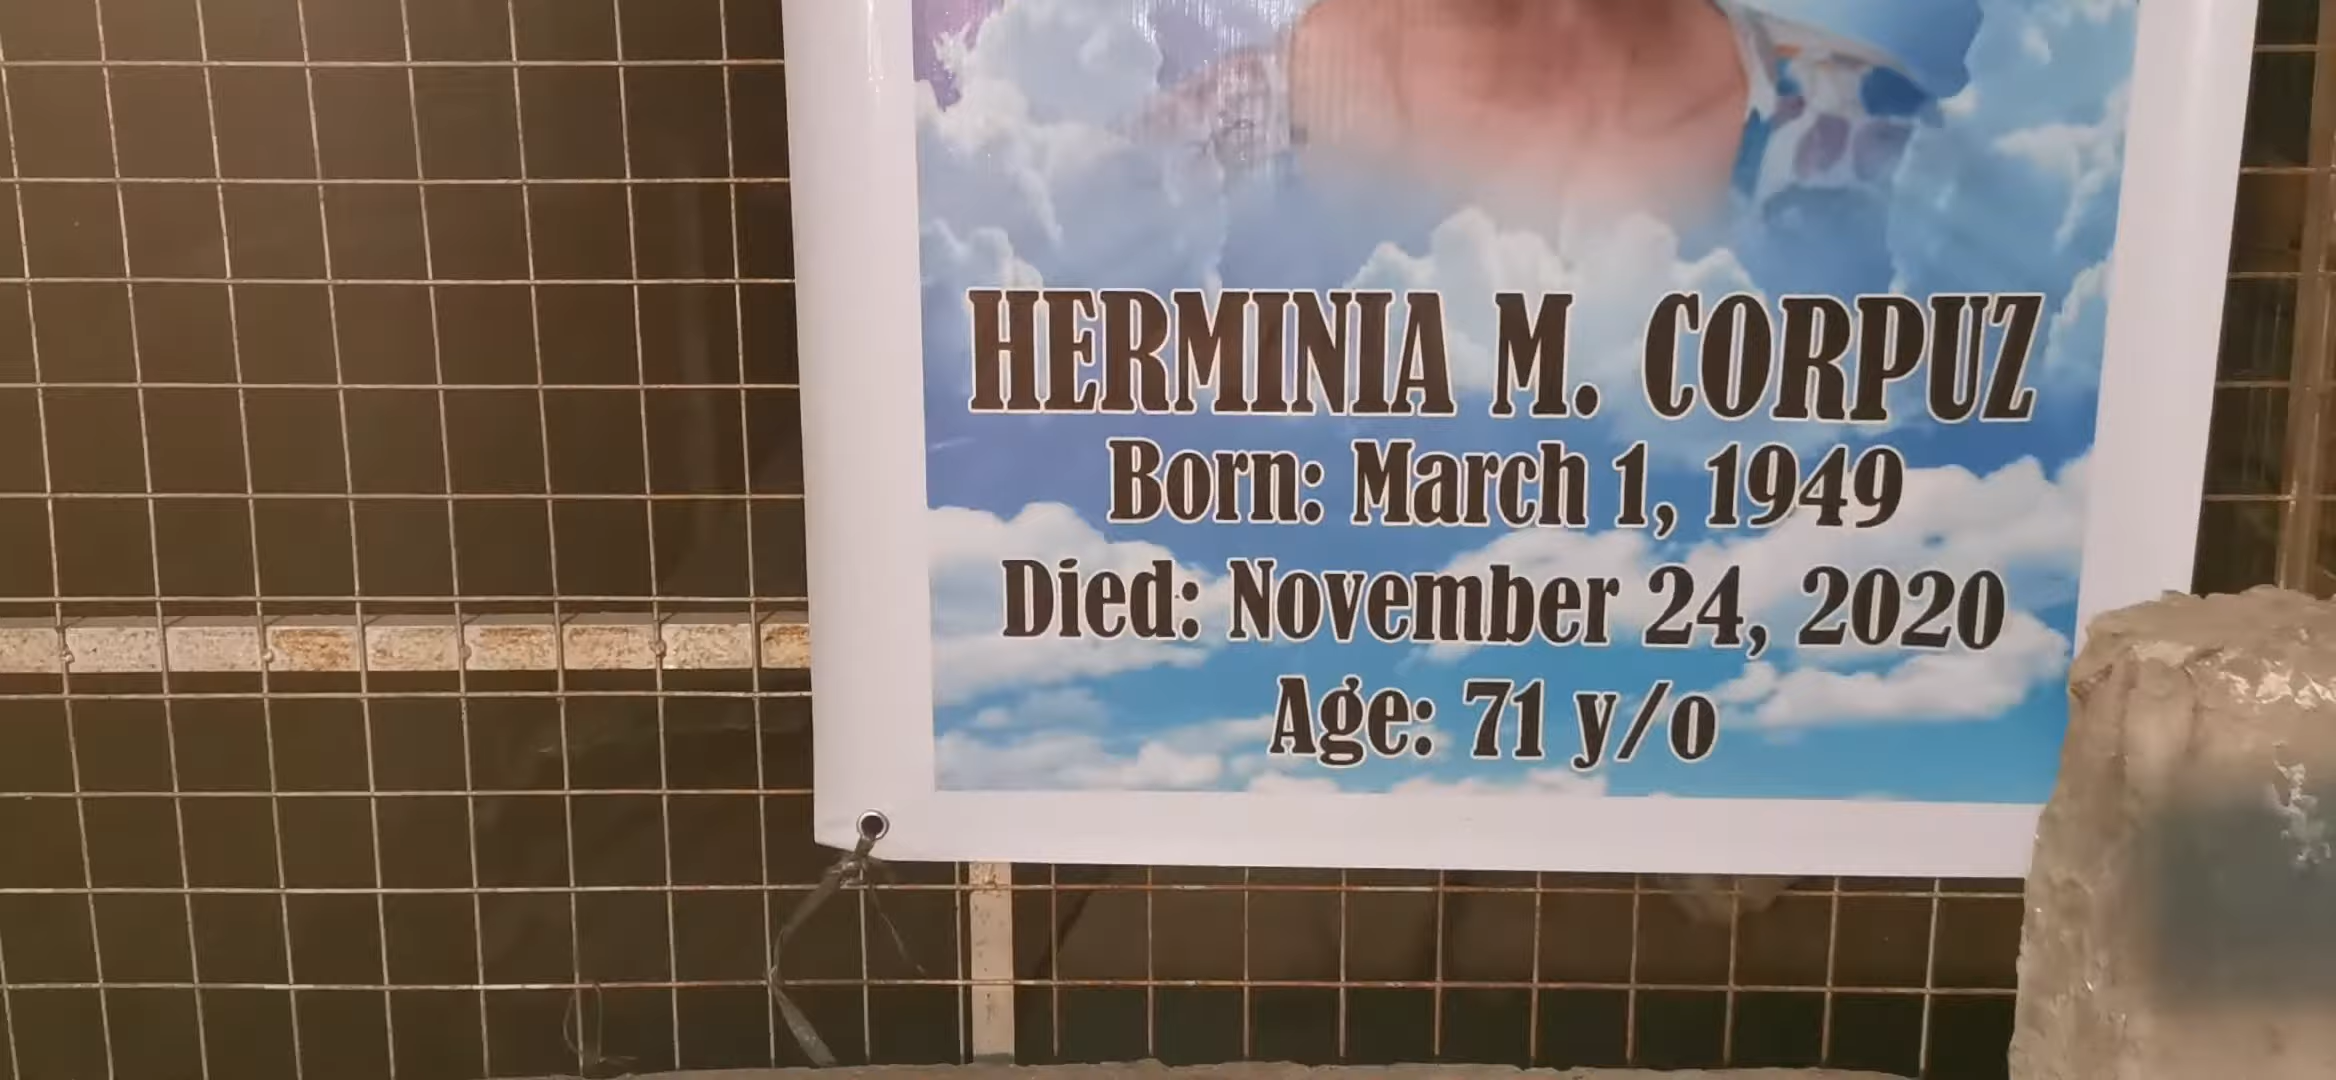 HERMINIA M. CORPUZ
Born: March 1, 1949
Died: November 24, 2020
Age: 71 y/o